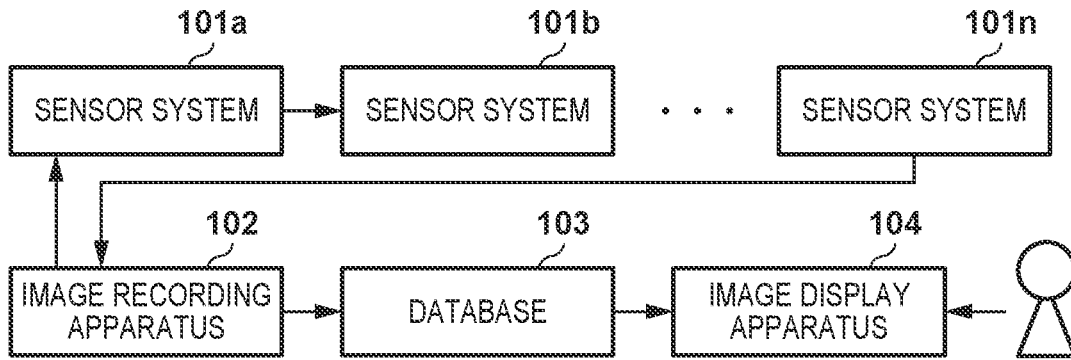 101a 101b 101n
SENSOR SYSTEM SENSOR SYSTEM . . . SENSOR SYSTEM
102 103 104
IMAGE RECORDING APPARATUS DATABASE IMAGE DISPLAY APPARATUS